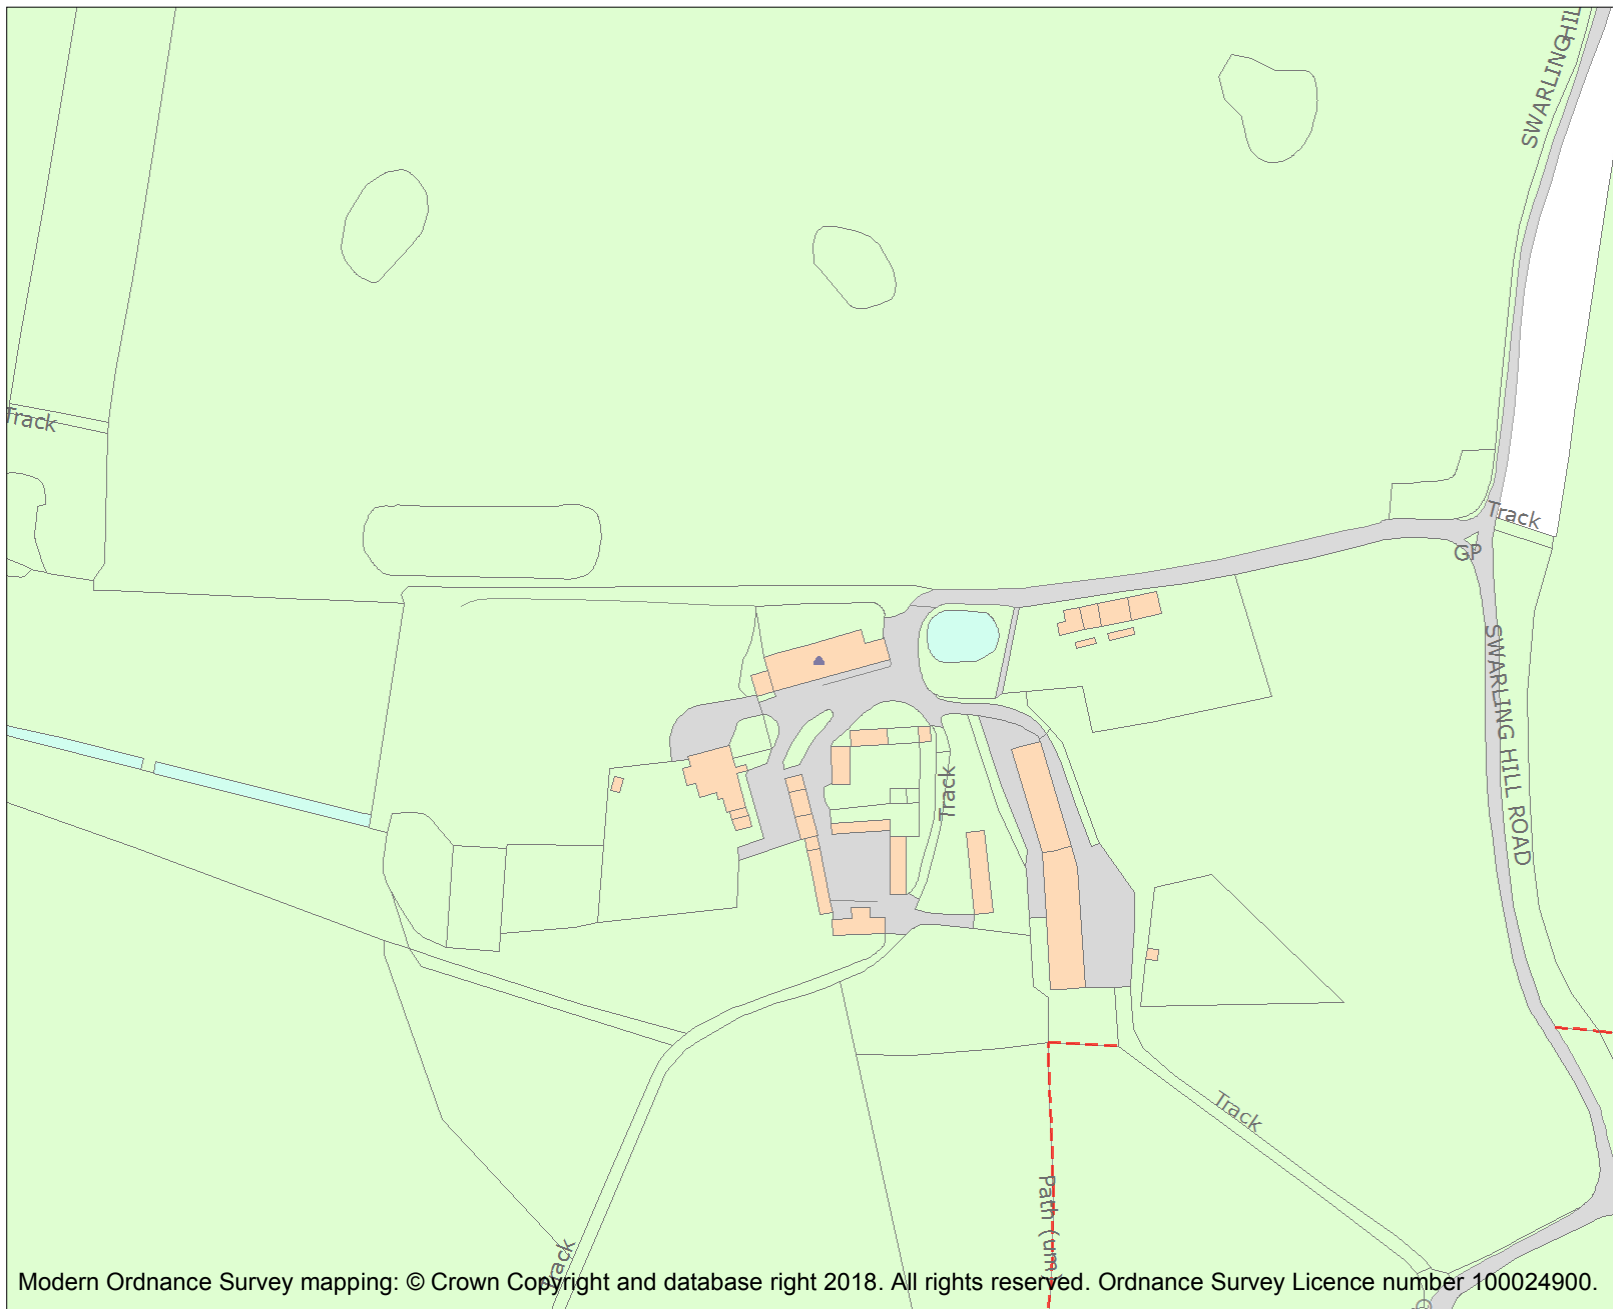 SWARLING HIL
Track
Track
GP
SWARLING HILL ROAD
Track
Track
Path (um)
Track
Modern Ordnance Survey mapping: © Crown Copyright and database right 2018. All rights reserved. Ordnance Survey Licence number 100024900.